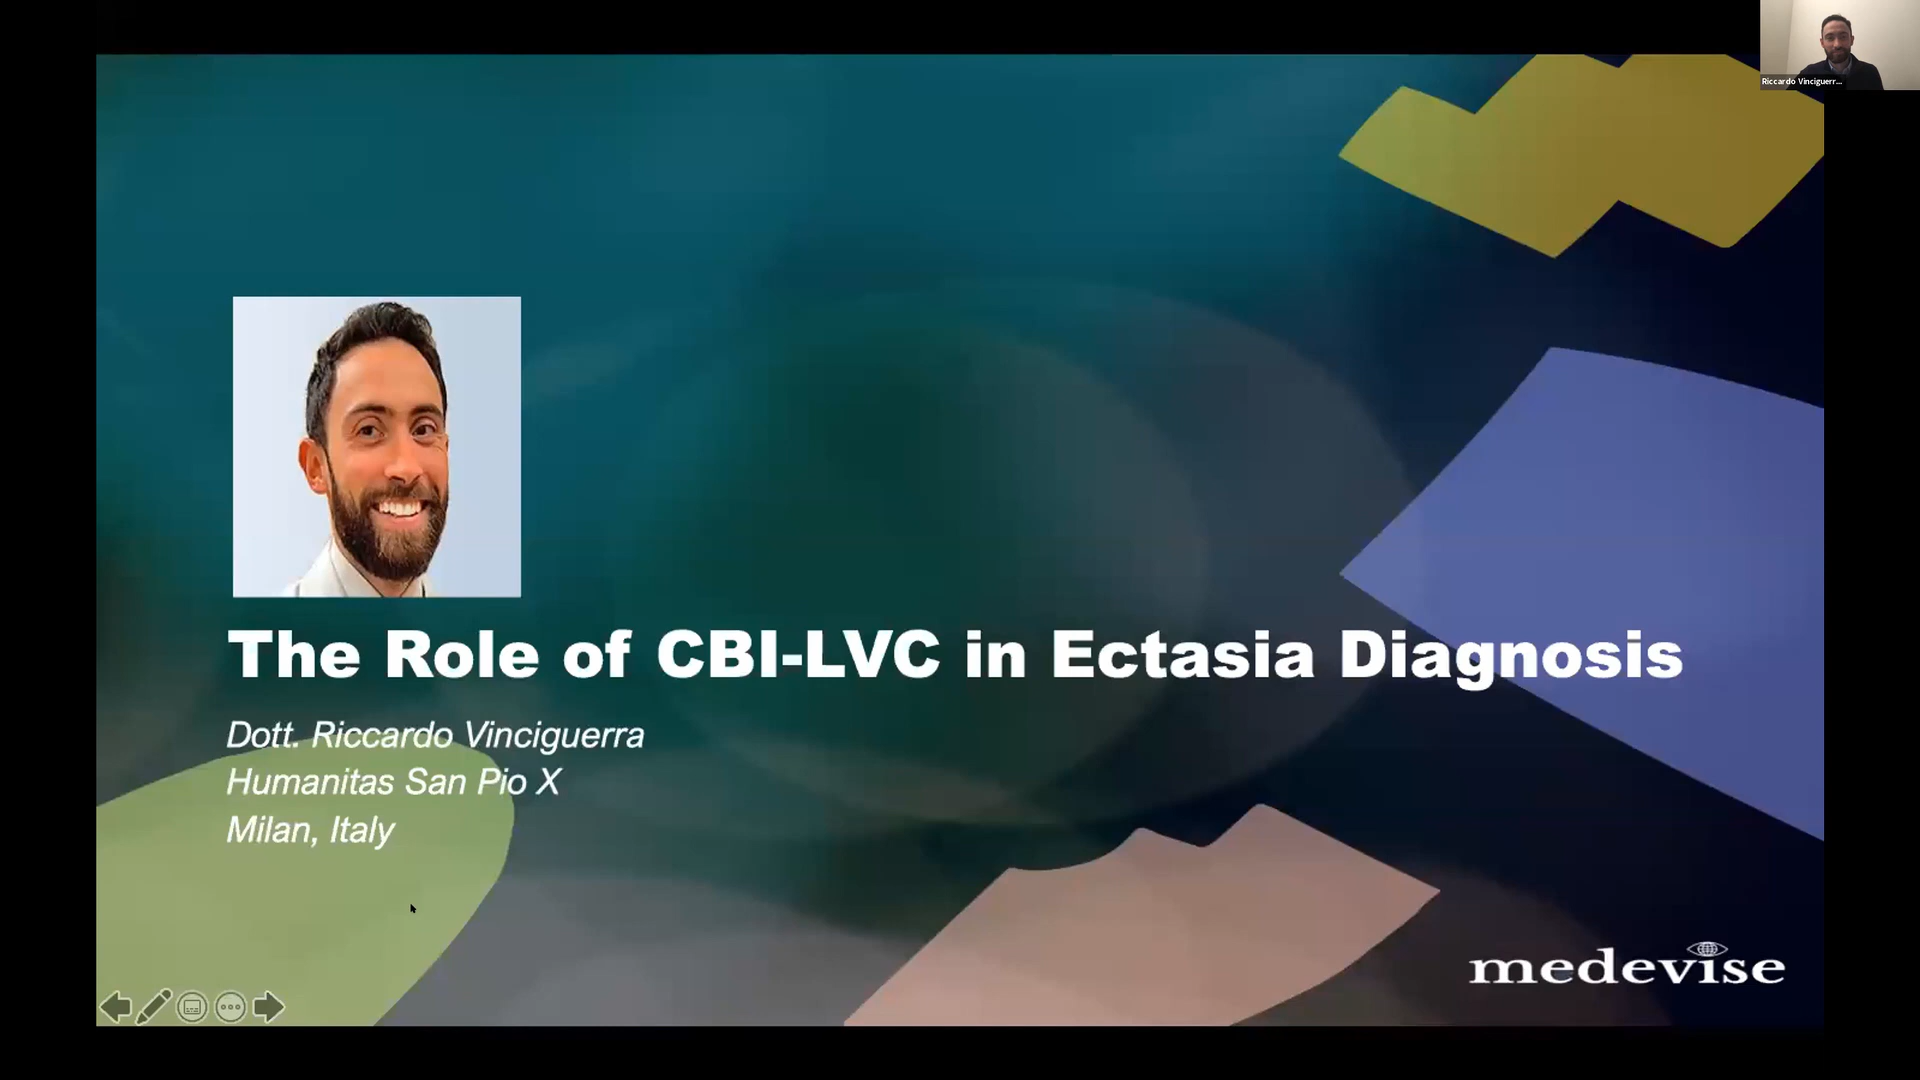 Riccardo Vinciguerr...
The Role of CBI-LVC in Ectasia Diagnosis
Dott. Riccardo Vinciguerra
Humanitas San Pio X
Milan, Italy
medevise